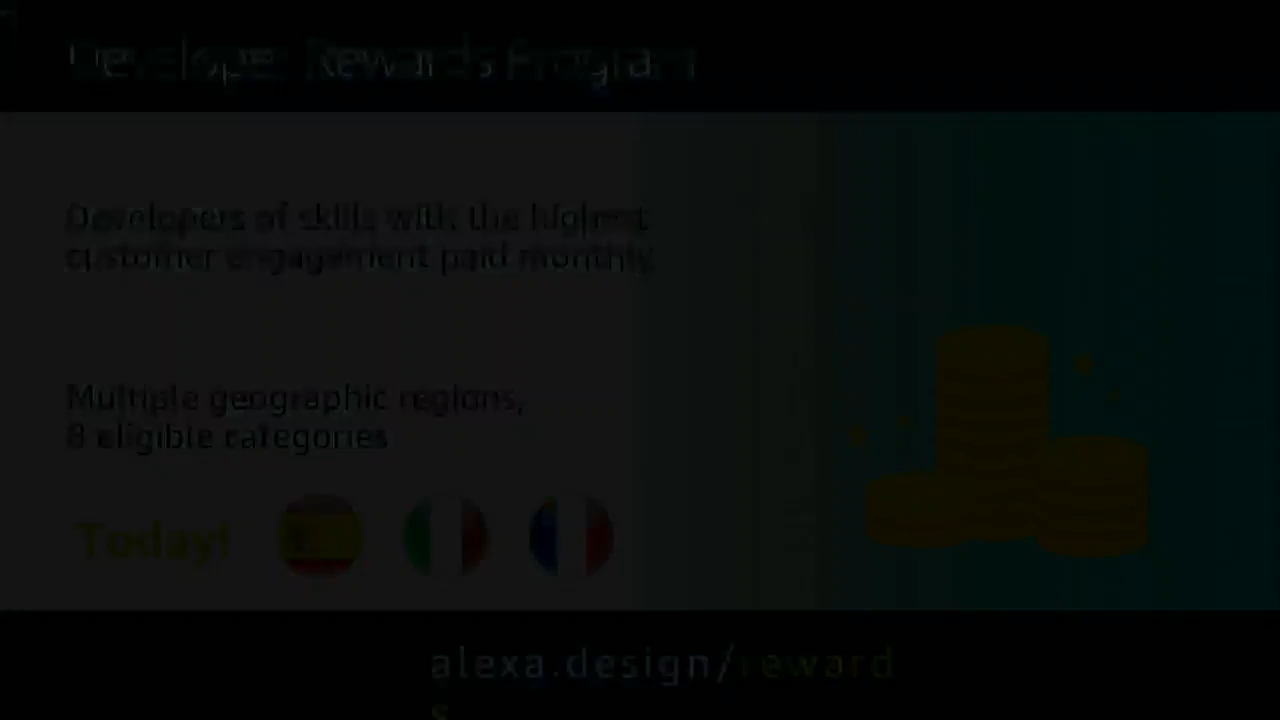 Developer Rewards Program
Developers of skills with the highest
customer engagement paid monthly
Multiple geographic regions,
8 eligible categories
Today!
alexa.design/reward
s